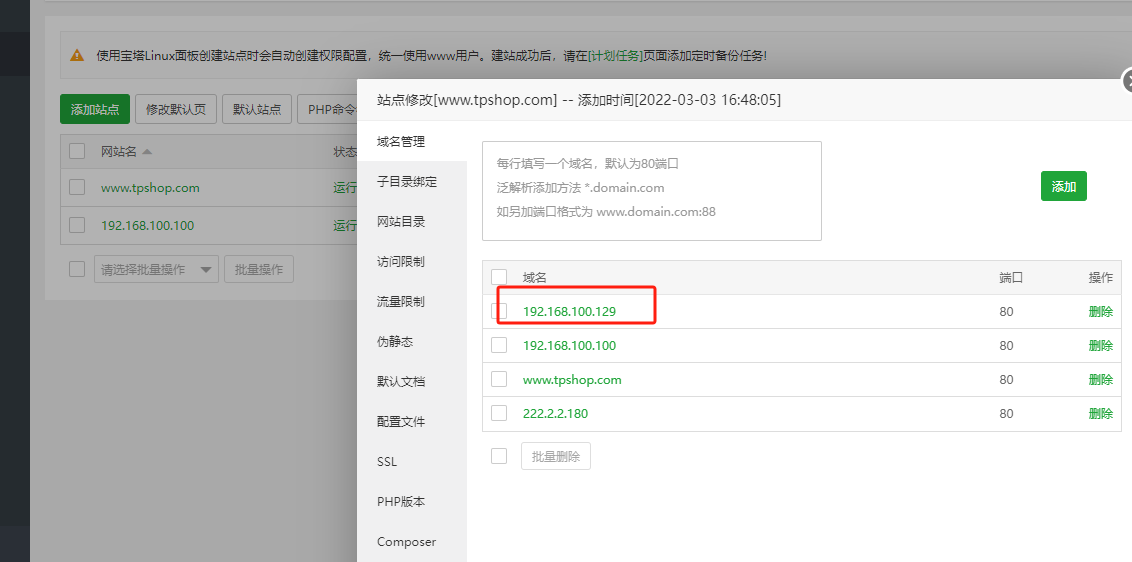 使用宝塔Linux面板创建站点时会自动创建权限配置，统一使用www用户。建站成功后，请在[计划任务]页面添加定时备份任务!
添加站点 修改默认页 默认站点 PHP命令
网站名 状态
www.tpshop.com 运行
192.168.100.100 运行
请选择批量操作 批量操作
站点修改[www.tpshop.com] -- 添加时间[2022-03-03 16:48:05]
域名管理
子目录绑定
网站目录
访问限制
流量限制
伪静态
默认文档
配置文件
SSL
PHP版本
Composer
每行填写一个域名，默认为80端口
泛解析添加方法 *.domain.com
如另加端口格式为 www.domain.com:88
添加
域名 端口 操作
192.168.100.129 80 删除
192.168.100.100 80 删除
www.tpshop.com 80 删除
222.2.2.180 80 删除
批量删除